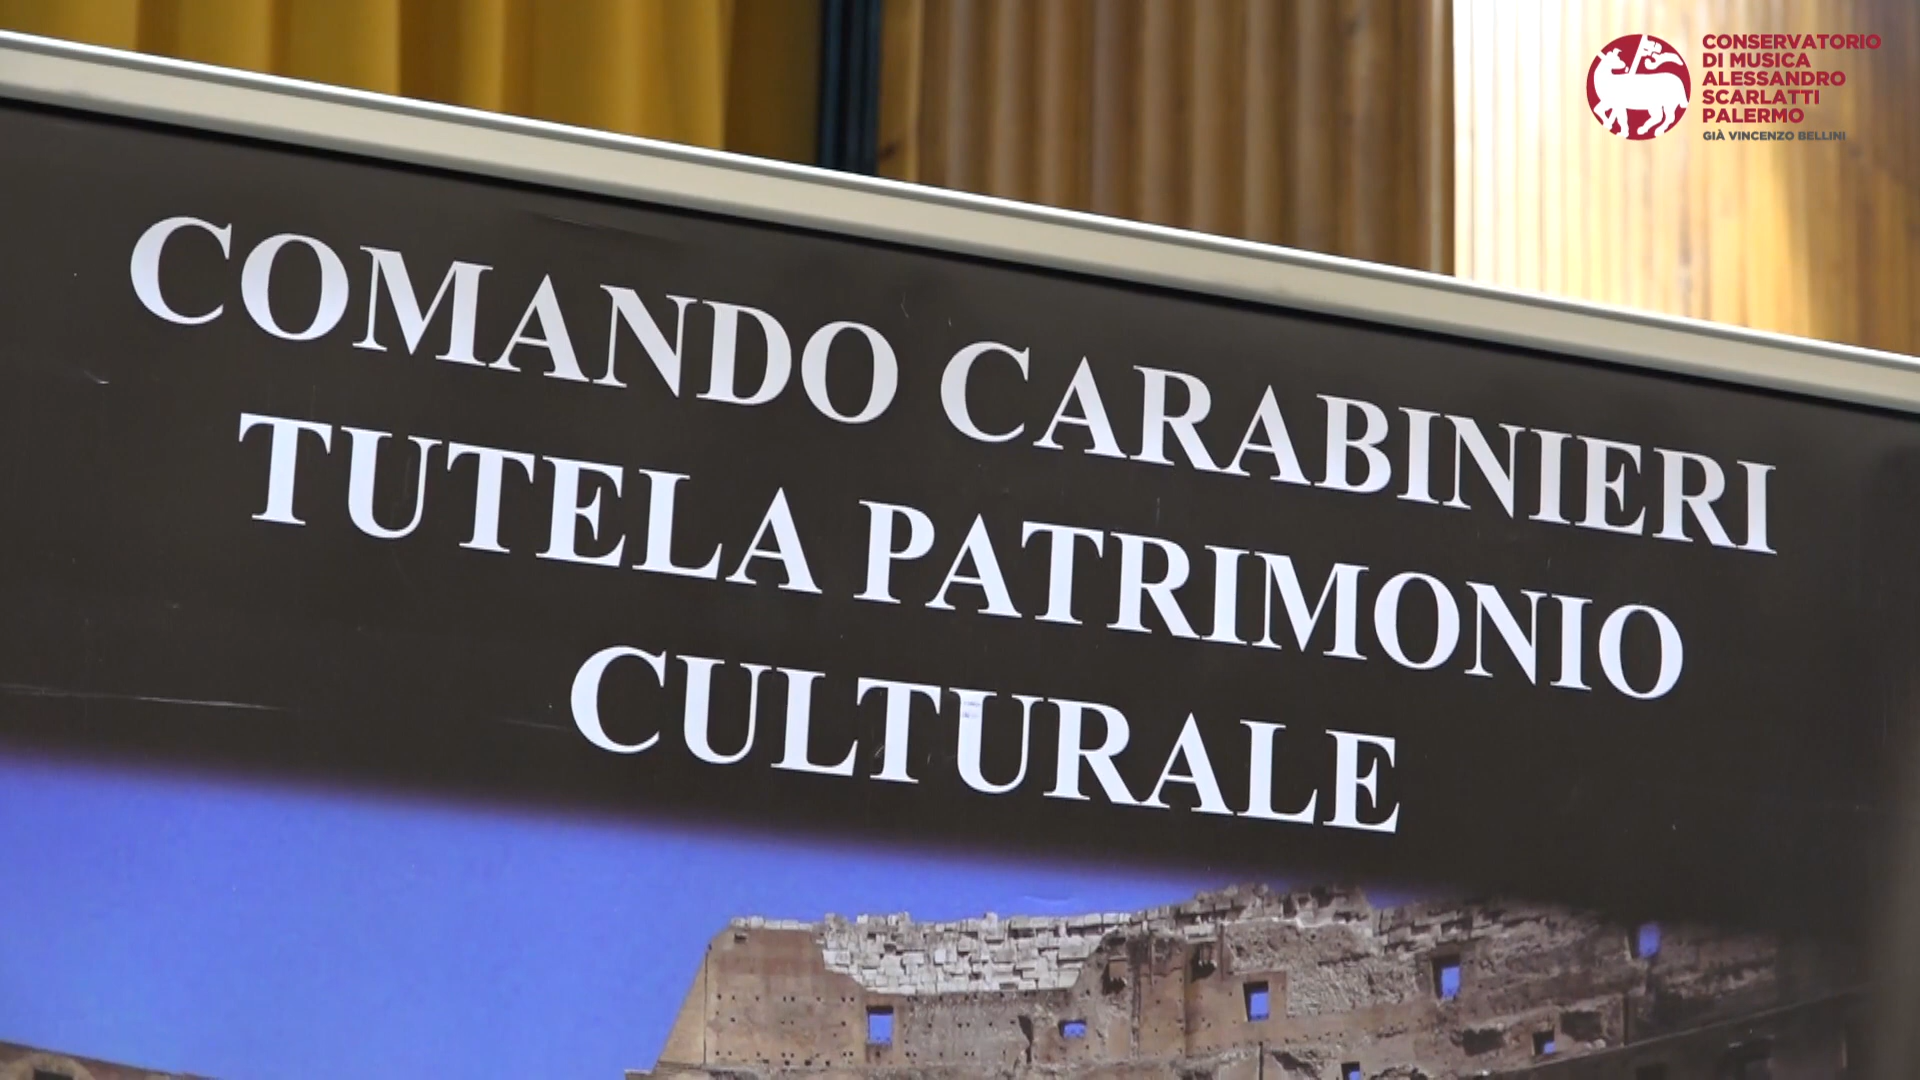 CONSERVATORIO
DI MUSICA
ALESSANDRO
SCARLATTI
PALERMO
GIÀ VINCENZO BELLINI
COMANDO CARABINIERI
TUTELA PATRIMONIO
CULTURALE